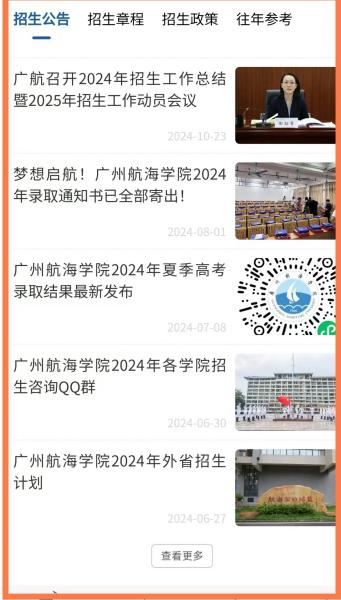 招生公告 招生章程 招生政策 往年参考
广航召开2024年招生工作总结
暨2025年招生工作动员会议
2024-10-23
梦想启航！广州航海学院2024
年录取通知书已全部寄出！
2024-08-01
广州航海学院2024年夏季高考
录取结果最新发布
2024-07-08
广州航海学院2024年各学院招
生咨询QQ群
2024-06-30
广州航海学院2024年外省招生
计划
2024-06-27
查看更多